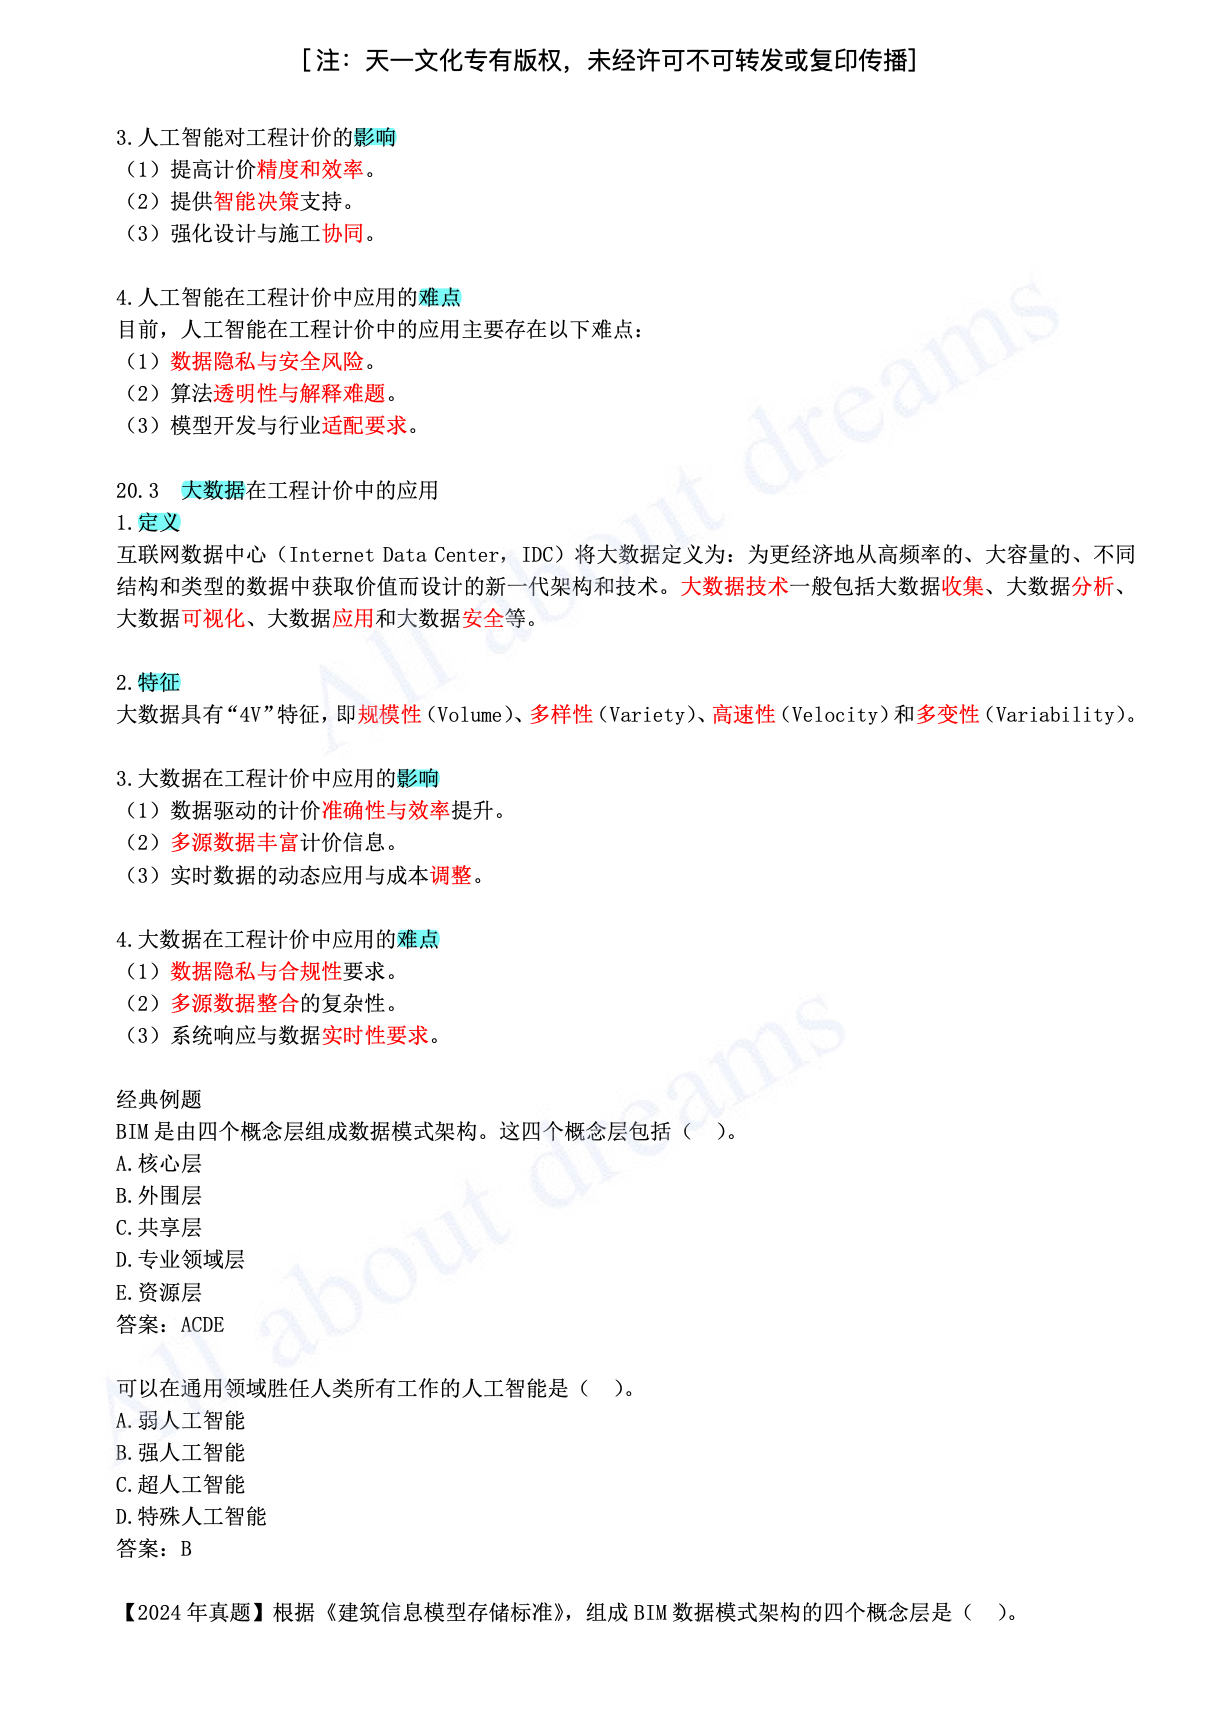 [注：天一文化专有版权，未经许可不可转发或复印传播]
3.人工智能对工程计价的影响
（1）提高计价精度和效率。
（2）提供智能决策支持。
（3）强化设计与施工协同。
4.人工智能在工程计价中应用的难点
目前，人工智能在工程计价中的应用主要存在以下难点：
（1）数据隐私与安全风险。
（2）算法透明性与解释难题。
（3）模型开发与行业适配要求。
20.3 大数据在工程计价中的应用
1.定义
互联网数据中心（Internet Data Center，IDC）将大数据定义为：为更经济地从高频率的、大容量的、不同
结构和类型的数据中获取价值而设计的新一代架构和技术。大数据技术一般包括大数据收集、大数据分析、
大数据可视化、大数据应用和大数据安全等。
2.特征
大数据具有“4V”特征，即规模性（Volume）、多样性（Variety）、高速性（Velocity）和多变性（Variability）。
3.大数据在工程计价中应用的影响
（1）数据驱动的计价准确性与效率提升。
（2）多源数据丰富计价信息。
（3）实时数据的动态应用与成本调整。
4.大数据在工程计价中应用的难点
（1）数据隐私与合规性要求。
（2）多源数据整合的复杂性。
（3）系统响应与数据实时性要求。
经典例题
BIM是由四个概念层组成数据模式架构。这四个概念层包括（ ）。
A.核心层
B.外围层
C.共享层
D.专业领域层
E.资源层
答案：ACDE
可以在通用领域胜任人类所有工作的人工智能是（ ）。
A.弱人工智能
B.强人工智能
C.超人工智能
D.特殊人工智能
答案：B
【2024年真题】根据《建筑信息模型存储标准》，组成BIM数据模式架构的四个概念层是（ ）。
All about dreams
All about dreams